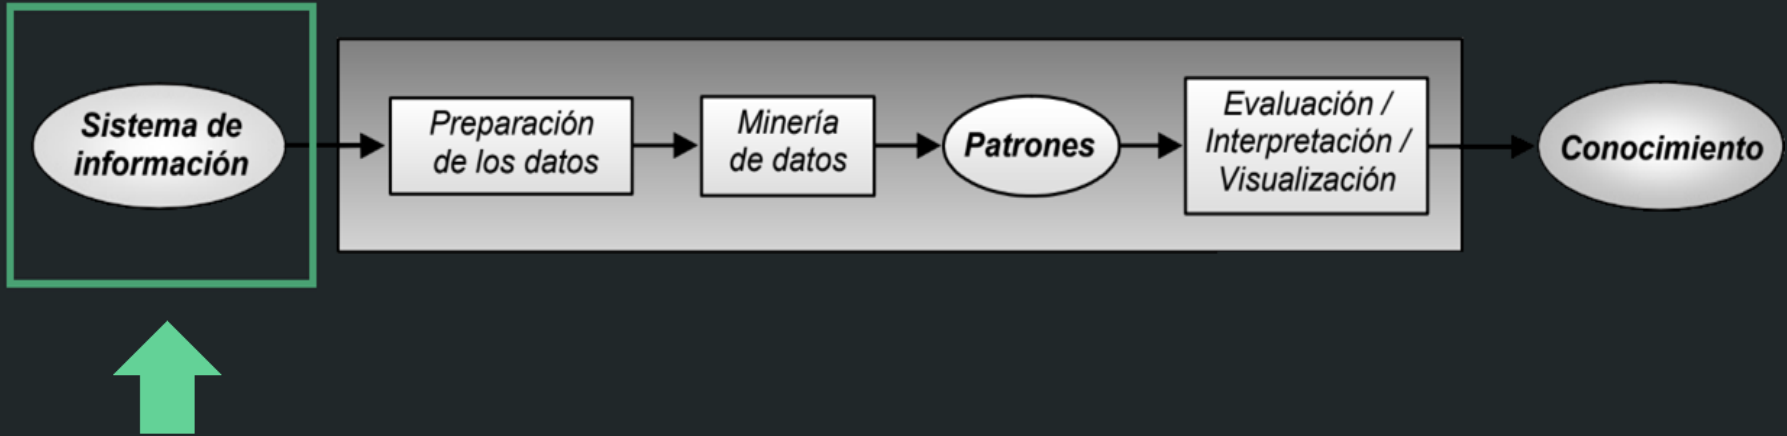 Sistema de
información
Preparación
de los datos
Minería
de datos
Patrones
Evaluación /
Interpretación /
Visualización
Conocimiento